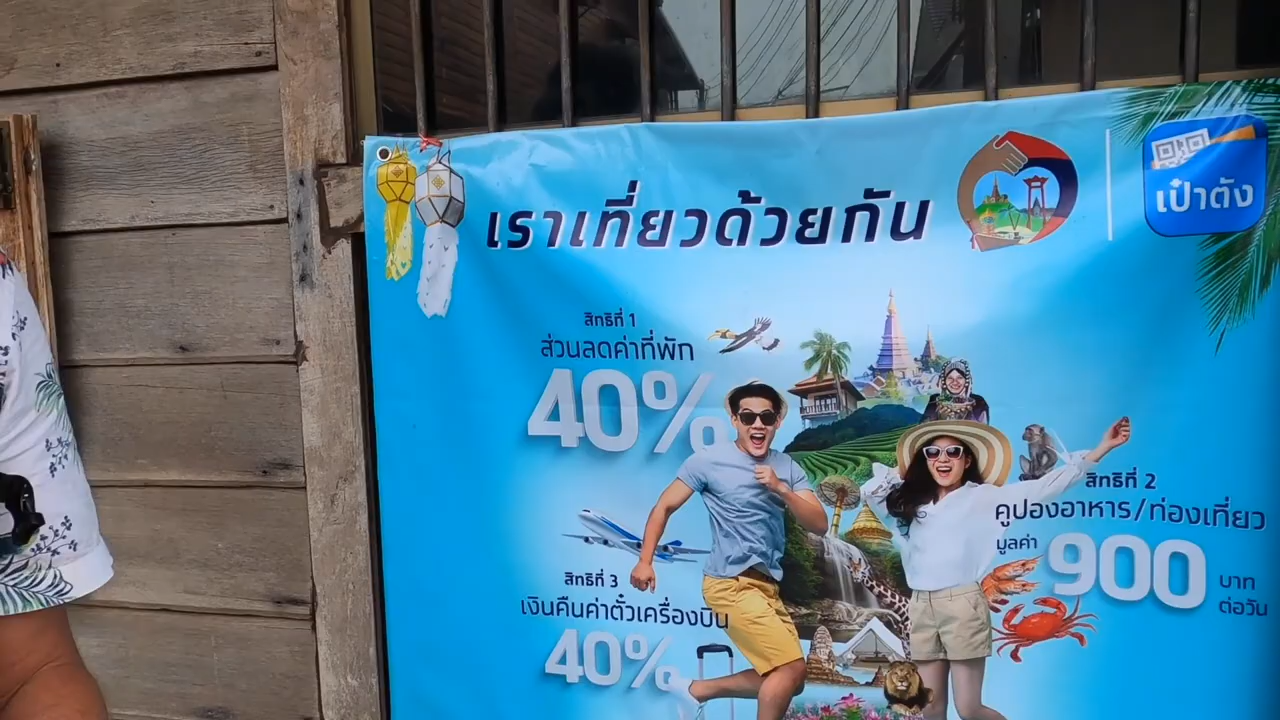 เราเที่ยวด้วยกัน
เป๋าตัง
สิทธิที่ 1
ส่วนลดค่าที่พัก
40%
สิทธิที่ 2
คูปองอาหาร/ท่องเที่ยว
มูลค่า 900 บาท
ต่อวัน
สิทธิที่ 3
เงินคืนค่าตั๋วเครื่องบิน
40%